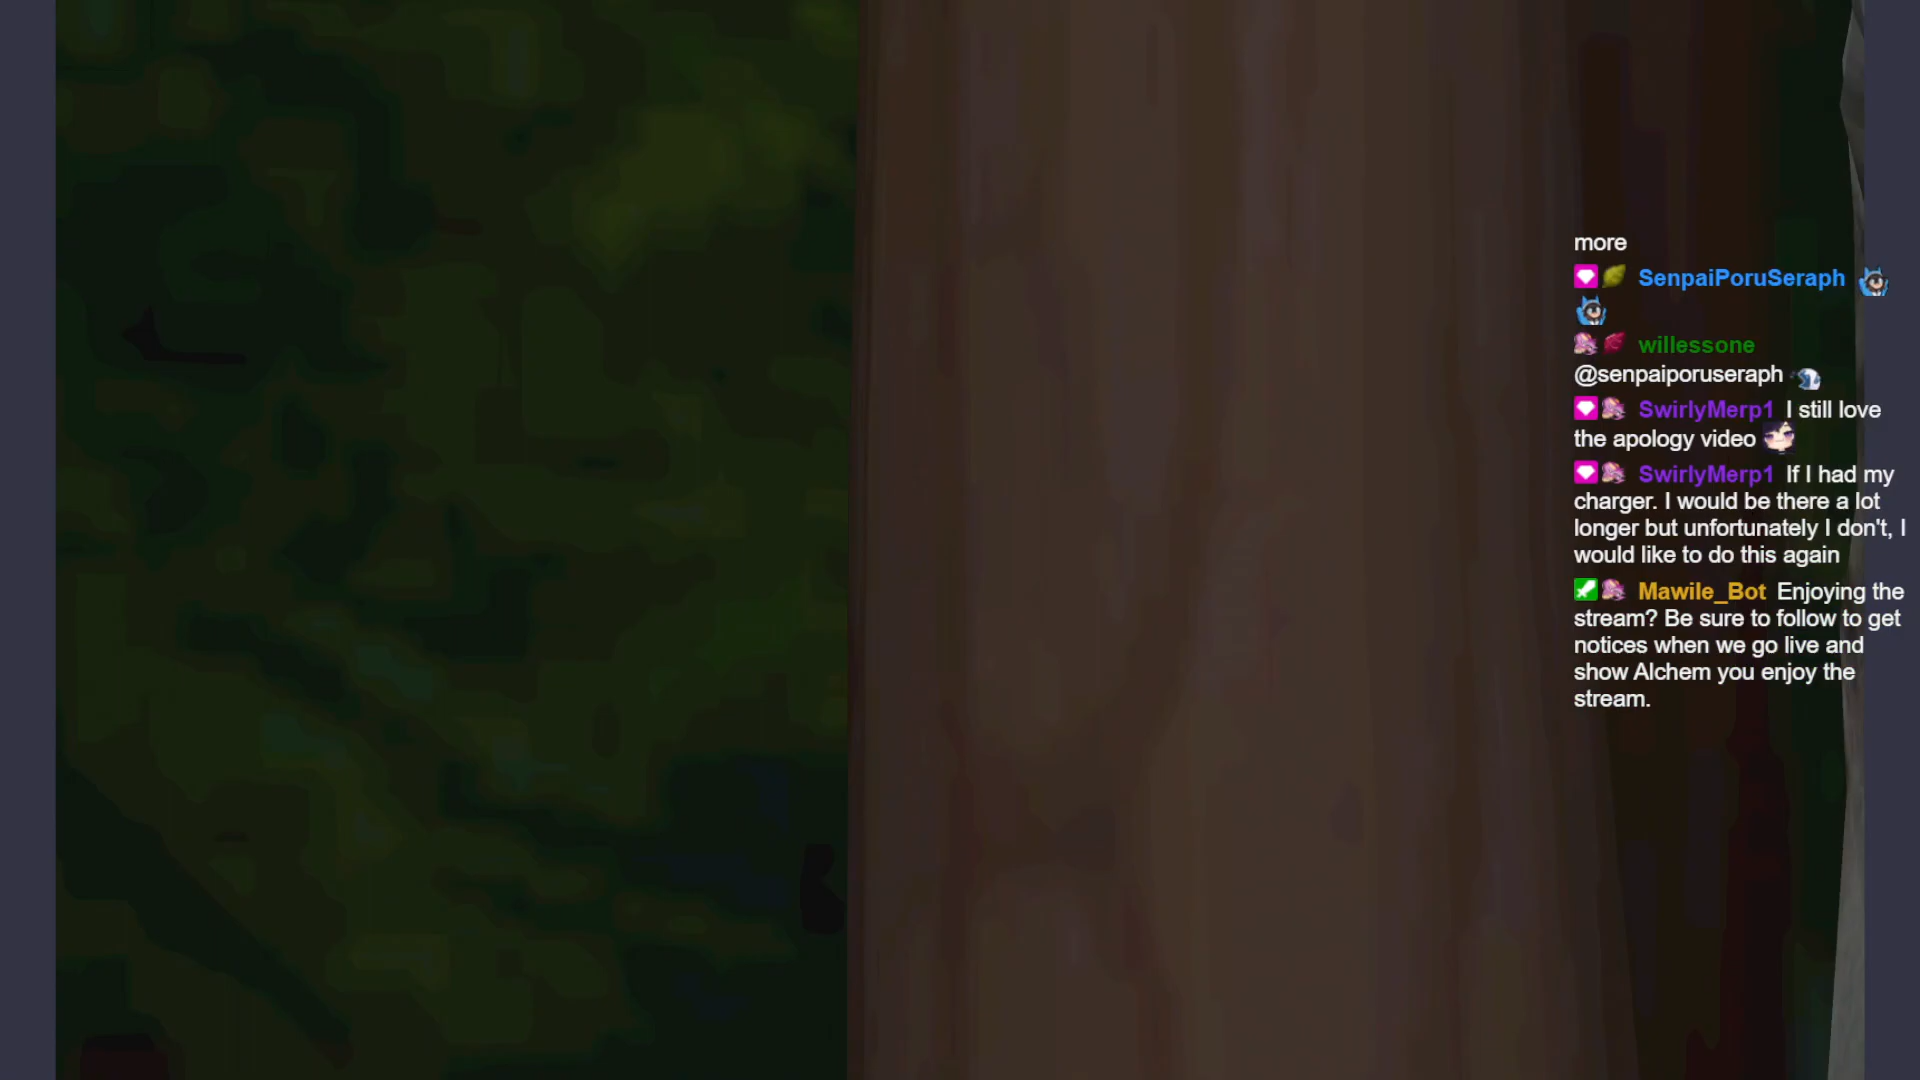 more
SenpaiPoruSeraph
willessone
@senpaiporuseraph
SwirlyMerp1 I still love
the apology video
SwirlyMerp1 If I had my
charger. I would be there a lot
longer but unfortunately I don't, I
would like to do this again
Mawile_Bot Enjoying the
stream? Be sure to follow to get
notices when we go live and
show Alchem you enjoy the
stream.